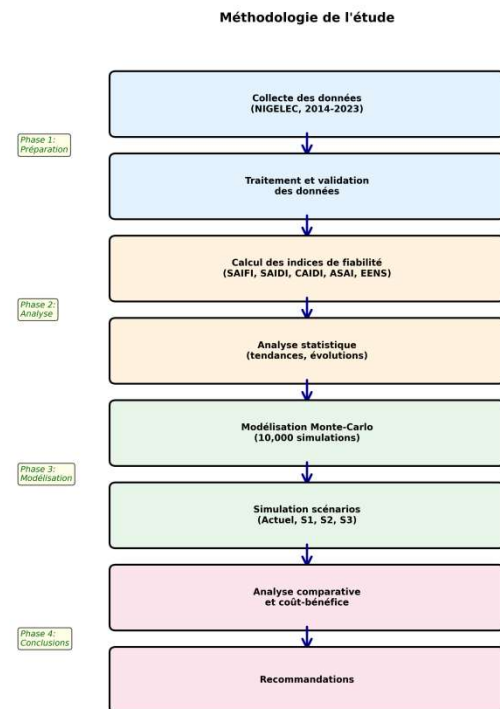 Méthodologie de l'étude
Collecte des données
(NIGELEC, 2014-2023)
Phase 1:
Préparation
Traitement et validation
des données
Calcul des indices de fiabilité
(SAIFI, SAIDI, CAIDI, ASAI, EENS)
Phase 2:
Analyse
Analyse statistique
(tendances, évolutions)
Modélisation Monte-Carlo
(10,000 simulations)
Phase 3:
Modélisation
Simulation scénarios
(Actuel, S1, S2, S3)
Analyse comparative
et coût-bénéfice
Phase 4:
Conclusions
Recommandations